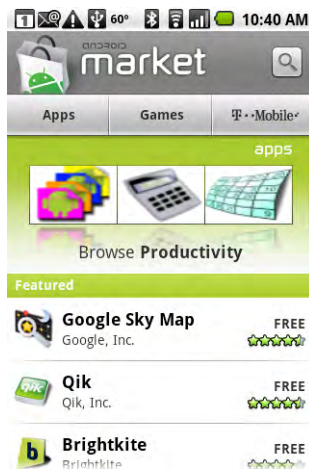 1 60° 10:40 AM
android
market
Apps Games T··Mobile·
apps
Browse Productivity
Featured
Google Sky Map FREE
Google, Inc.
Qik FREE
Qik, Inc.
Brightkite FREE
Brightkite